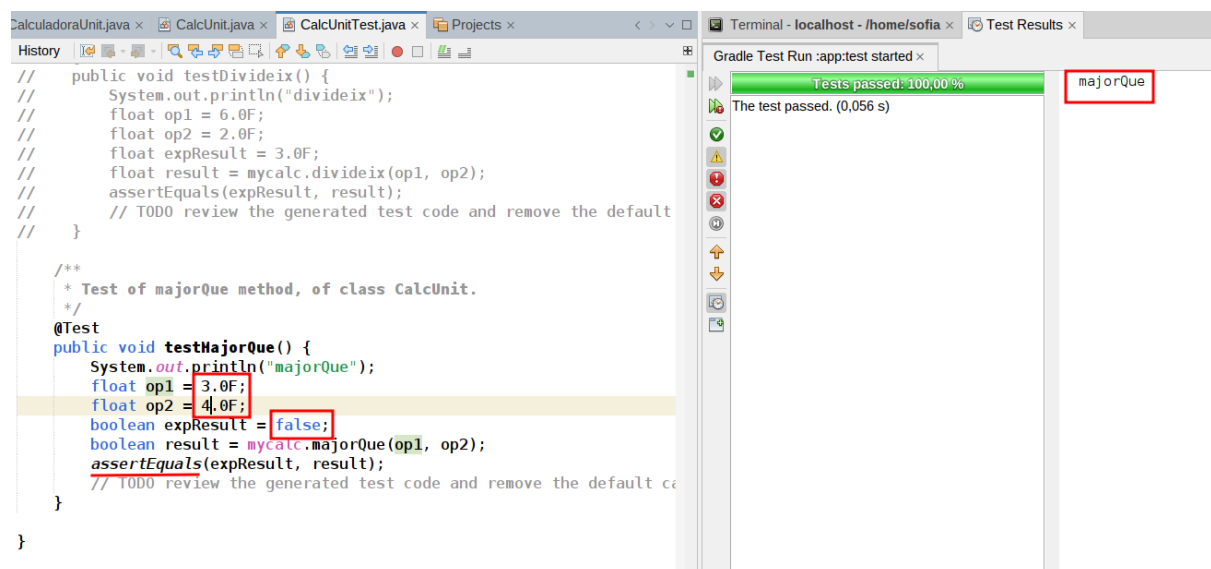 CalculadoraUnit.java × CalcUnit.java × CalcUnitTest.java × Projects ×
History
//    public void testDivideix() {
//        System.out.println("divideix");
//        float op1 = 6.0F;
//        float op2 = 2.0F;
//        float expResult = 3.0F;
//        float result = mycalc.divideix(op1, op2);
//        assertEquals(expResult, result);
//        // TODO review the generated test code and remove the default
//    }
/**
 * Test of majorQue method, of class CalcUnit.
 */
@Test
public void testMajorQue() {
    System.out.println("majorQue");
    float op1 = 3.0F;
    float op2 = 4.0F;
    boolean expResult = false;
    boolean result = mycalc.majorQue(op1, op2);
    assertEquals(expResult, result);
    // TODO review the generated test code and remove the default ca
}
}
Terminal - localhost - /home/sofia × Test Results ×
Gradle Test Run :app:test started ×
Tests passed: 100,00 %
The test passed. (0,056 s)
majorQue